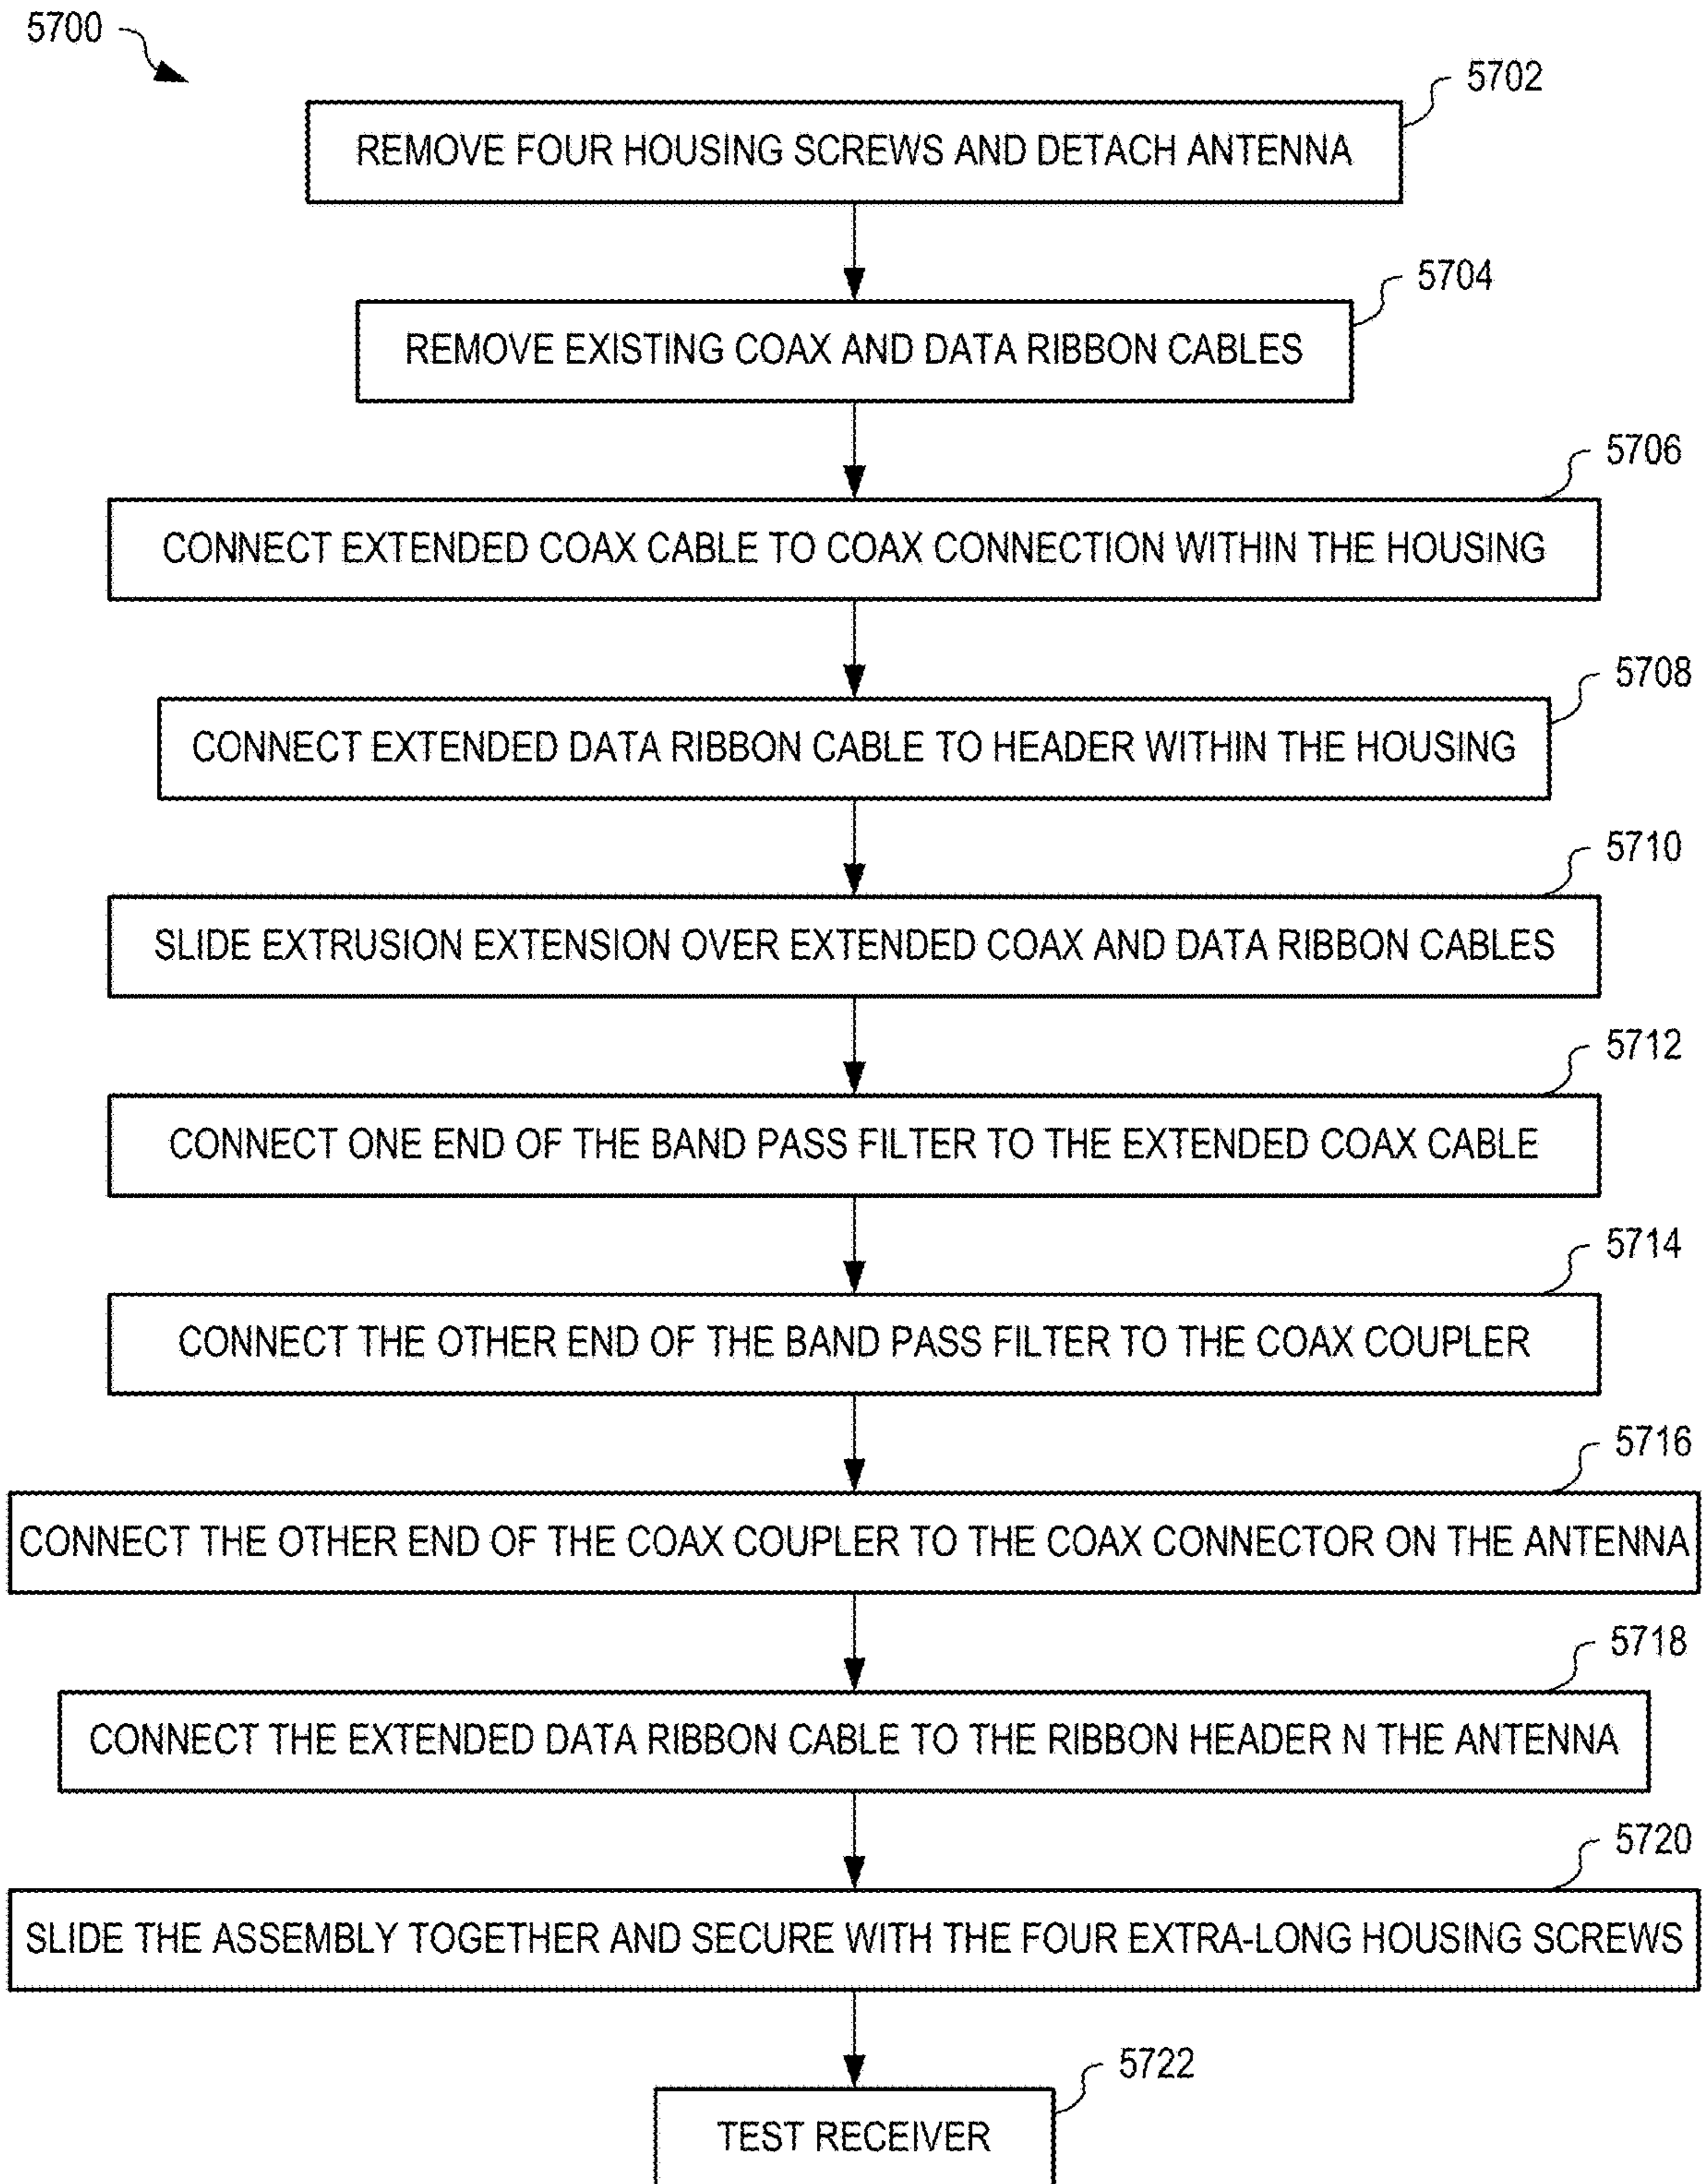 5700
5702
REMOVE FOUR HOUSING SCREWS AND DETACH ANTENNA
5704
REMOVE EXISTING COAX AND DATA RIBBON CABLES
5706
CONNECT EXTENDED COAX CABLE TO COAX CONNECTION WITHIN THE HOUSING
5708
CONNECT EXTENDED DATA RIBBON CABLE TO HEADER WITHIN THE HOUSING
5710
SLIDE EXTRUSION EXTENSION OVER EXTENDED COAX AND DATA RIBBON CABLES
5712
CONNECT ONE END OF THE BAND PASS FILTER TO THE EXTENDED COAX CABLE
5714
CONNECT THE OTHER END OF THE BAND PASS FILTER TO THE COAX COUPLER
5716
CONNECT THE OTHER END OF THE COAX COUPLER TO THE COAX CONNECTOR ON THE ANTENNA
5718
CONNECT THE EXTENDED DATA RIBBON CABLE TO THE RIBBON HEADER N THE ANTENNA
5720
SLIDE THE ASSEMBLY TOGETHER AND SECURE WITH THE FOUR EXTRA-LONG HOUSING SCREWS
5722
TEST RECEIVER